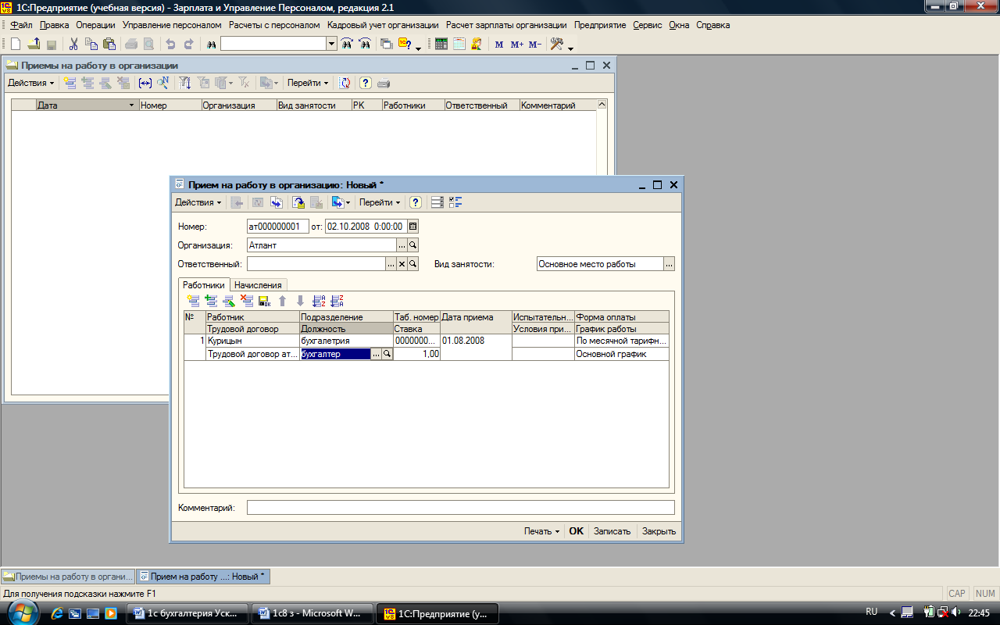 1С:Предприятие (учебная версия) - Зарплата и Управление Персоналом, редакция 2.1
Файл Правка Операции Управление персоналом Расчеты с персоналом Кадровый учет организации Расчет зарплаты организации Предприятие Сервис Окна Справка
M M+ M-
Приемы на работу в организации
Действия Перейти
Дата Номер Организация Вид занятости РК Работники Ответственный Комментарий
Прием на работу в организацию: Новый *
Действия Перейти
Номер: ат000000001 от: 02.10.2008 0:00:00
Организация: Атлант
Ответственный: Вид занятости: Основное место работы
Работники Начисления
№ Работник Подразделение Таб. номер Дата приема Испытательн... Форма оплаты
Трудовой договор Должность Ставка Условия при... График работы
1 Курицын бухгалетрия 0000000... 01.08.2008 По месячной тарифн...
Трудовой договор ат... бухгалтер ... 1,00 Основной график
Комментарий:
Печать OK Записать Закрыть
Приемы на работу в органи... Прием на работу ...: Новый *
Для получения подсказки нажмите F1 CAP NUM
1с бухгалтерия Уск... 1с8 з - Microsoft W... 1С:Предприятие (у... RU 22:45